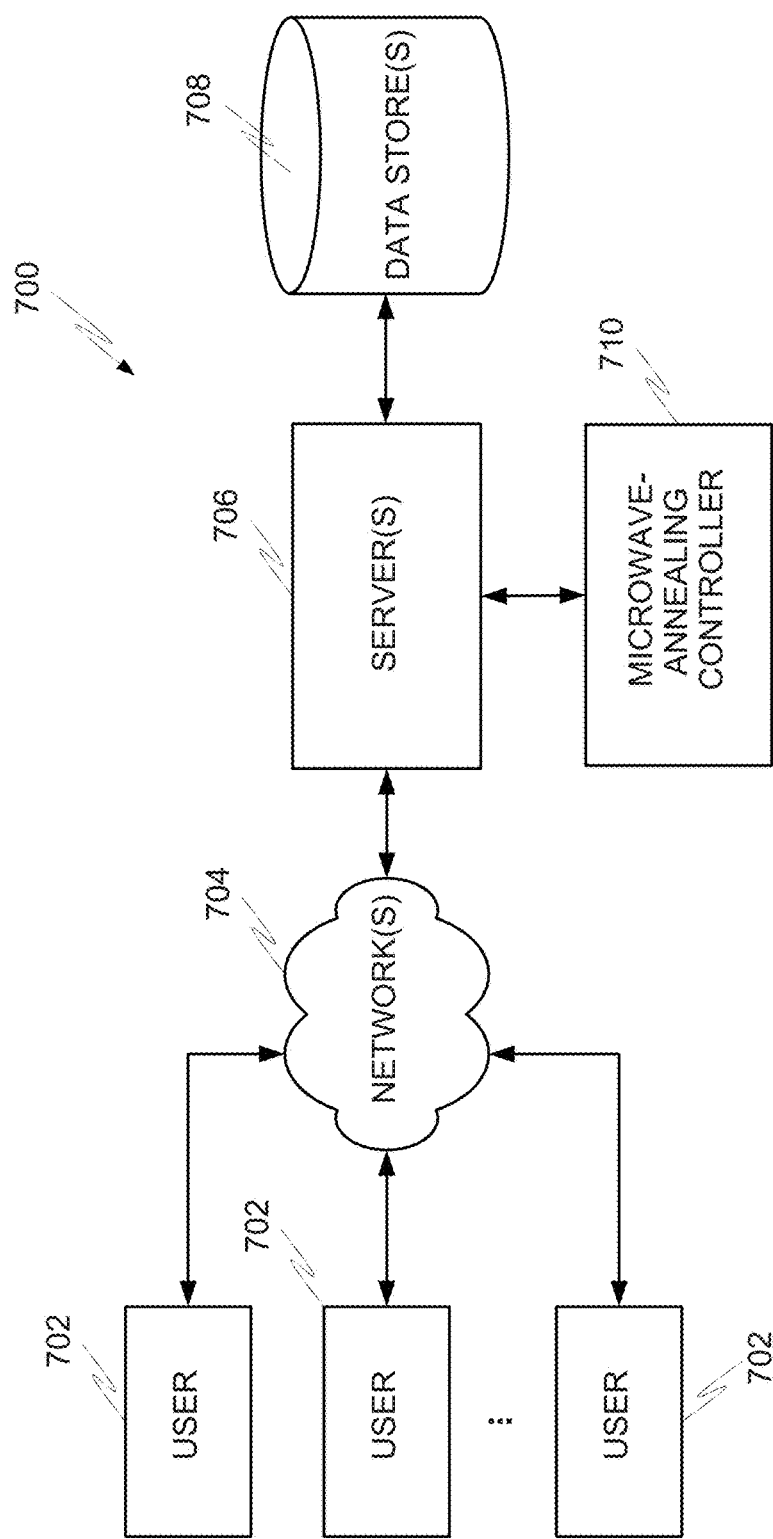 700
702
USER
702
USER
702
USER
704
NETWORK(S)
706
SERVER(S)
708
DATA STORE(S)
710
MICROWAVE-
ANNEALING
CONTROLLER